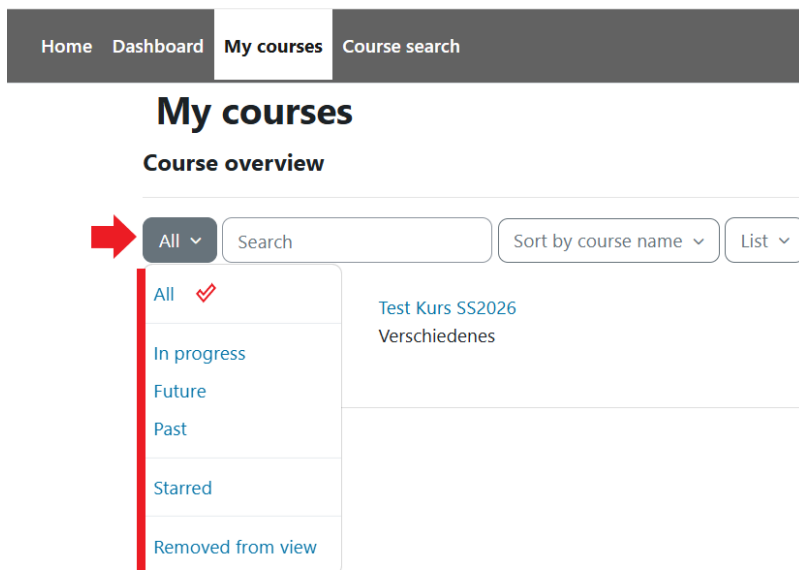 Home Dashboard My courses Course search
My courses
Course overview
All Search Sort by course name List
All
Test Kurs SS2026
Verschiedenes
In progress
Future
Past
Starred
Removed from view